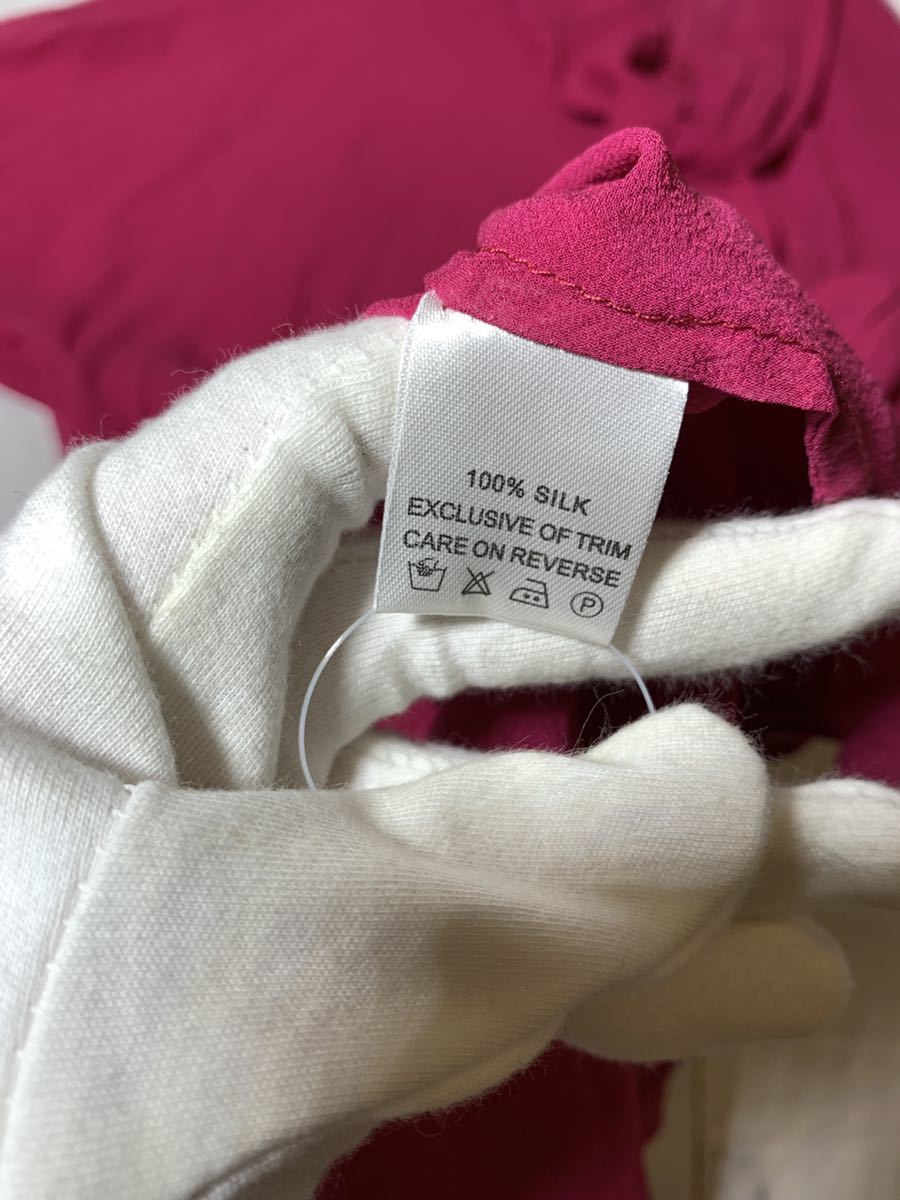 100% SILK
EXCLUSIVE OF TRIM
CARE ON REVERSE
P